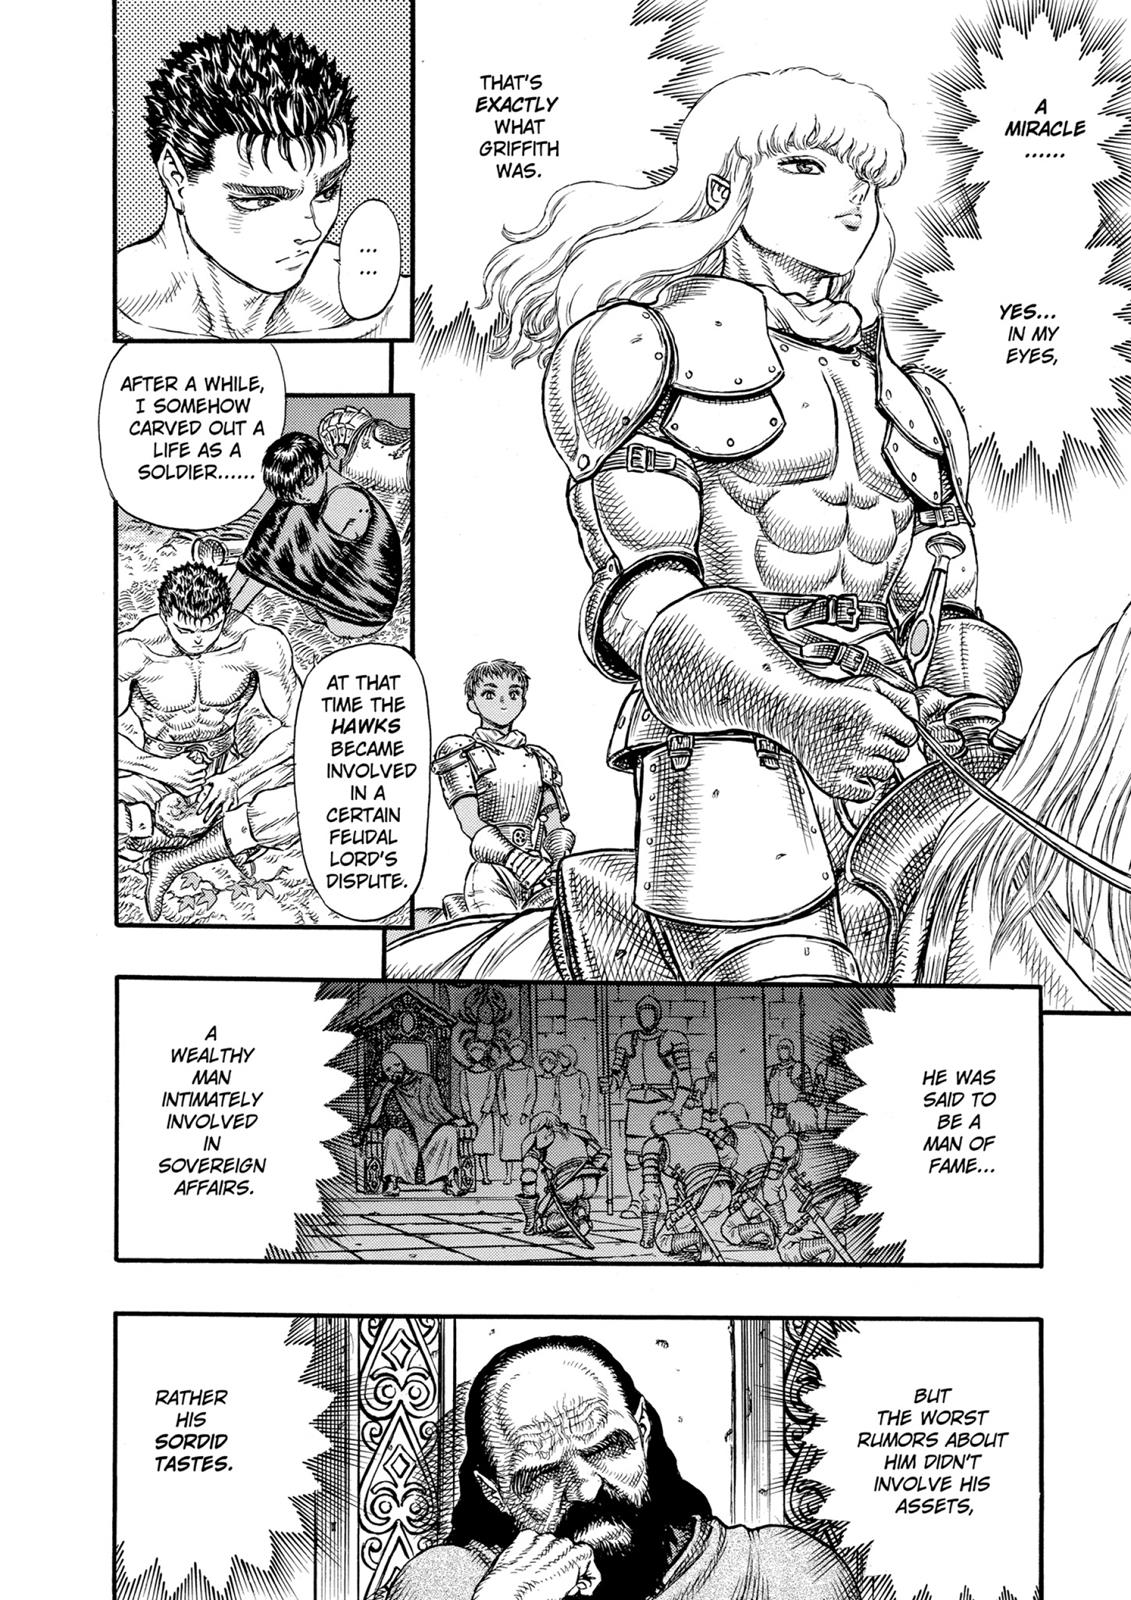 A
MIRACLE
......
YES...
IN MY
EYES,
THAT'S
EXACTLY
WHAT
GRIFFITH
WAS.
...
...
AFTER A WHILE,
I SOMEHOW
CARVED OUT A
LIFE AS A
SOLDIER......
AT THAT
TIME THE
HAWKS
BECAME
INVOLVED
IN A
CERTAIN
FEUDAL
LORD'S
DISPUTE.
HE WAS
SAID TO
BE A
MAN OF
FAME...
A
WEALTHY
MAN
INTIMATELY
INVOLVED
IN
SOVEREIGN
AFFAIRS.
BUT
THE WORST
RUMORS ABOUT
HIM DIDN'T
INVOLVE HIS
ASSETS,
RATHER
HIS
SORDID
TASTES.